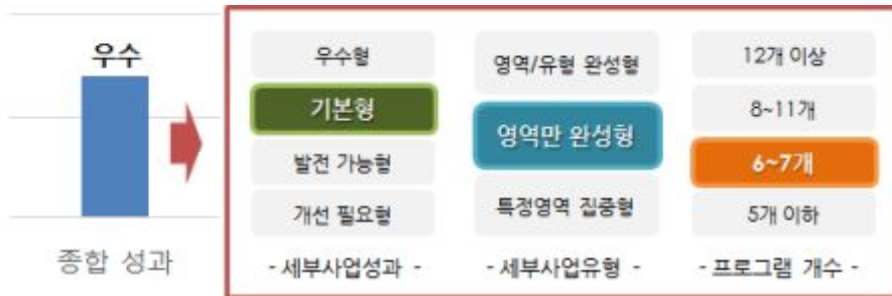 우수
종합 성과
우수형
기본형
발전 가능형
개선 필요형
- 세부사업성과 -
영역/유형 완성형
영역만 완성형
특정영역 집중형
- 세부사업유형 -
12개 이상
8~11개
6~7개
5개 이하
- 프로그램 개수 -